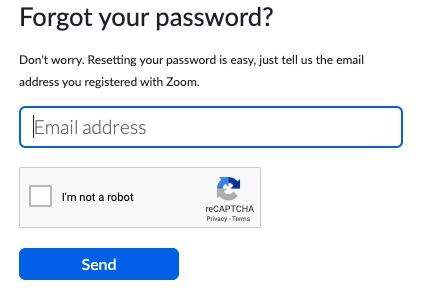 Forgot your password?
Don't worry. Resetting your password is easy, just tell us the email
address you registered with Zoom.
Email address
I'm not a robot
reCAPTCHA
Privacy - Terms
Send